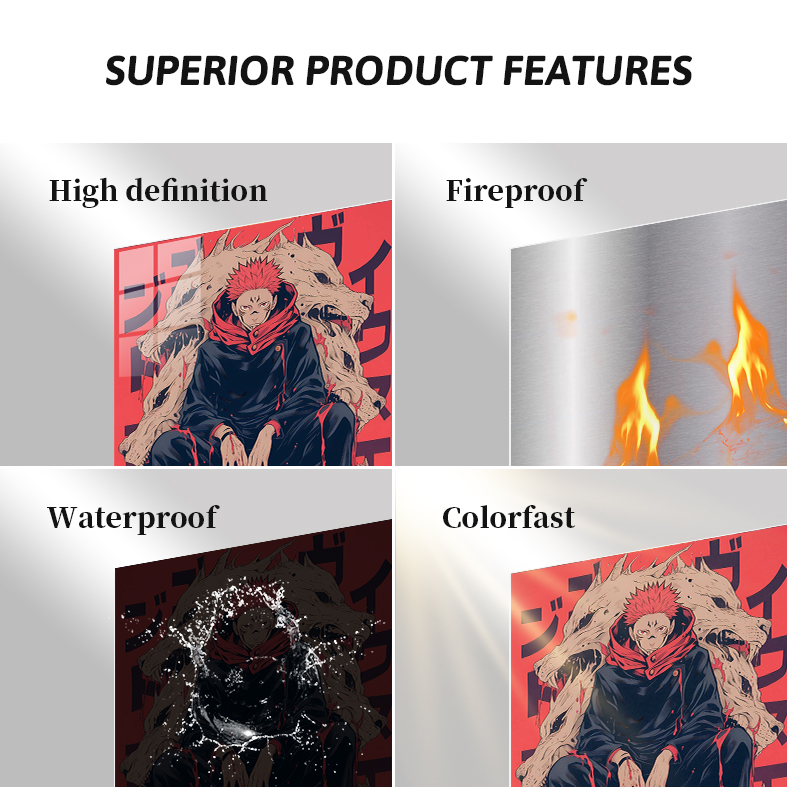 SUPERIOR PRODUCT FEATURES
High definition
Fireproof
Waterproof
Colorfast